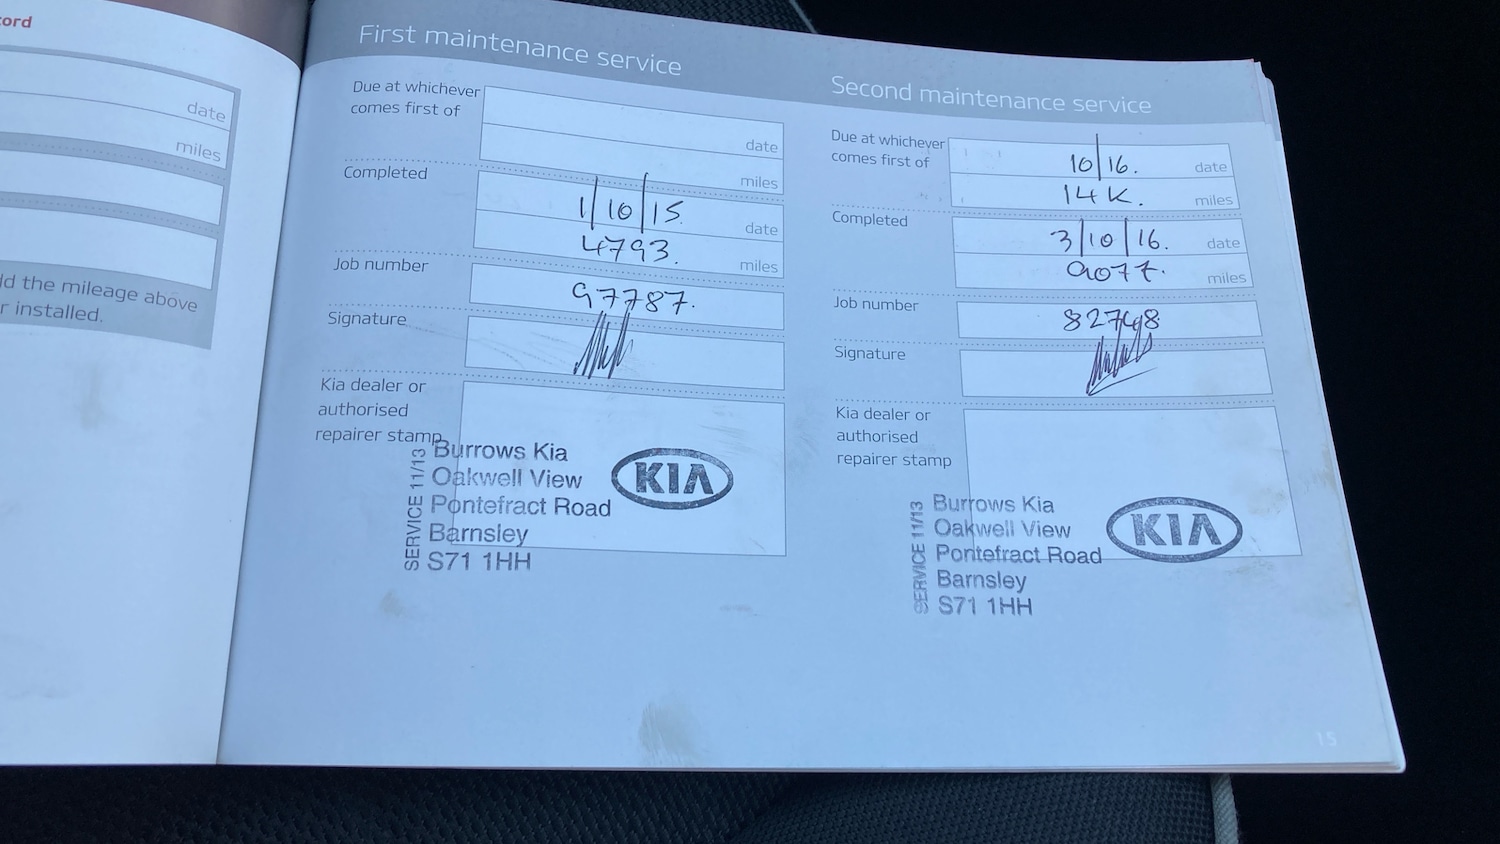 ord
date
miles
ld the mileage above
r installed.
First maintenance service
Due at whichever
comes first of
date
miles
Completed
1/10/15.
date
4793.
miles
Job number
97787.
Signature
Kia dealer or
authorised
repairer stamp
SERVICE 11/13
Burrows Kia
Oakwell View
Pontefract Road
Barnsley
S71 1HH
KIA
Second maintenance service
Due at whichever
comes first of
10/16.
date
14K.
miles
Completed
3/10/16.
date
9077.
miles
Job number
Signature
Kia dealer or
authorised
repairer stamp
SERVICE 11/13
Burrows Kia
Oakwell View
Pontefract Road
Barnsley
S71 1HH
KIA
15